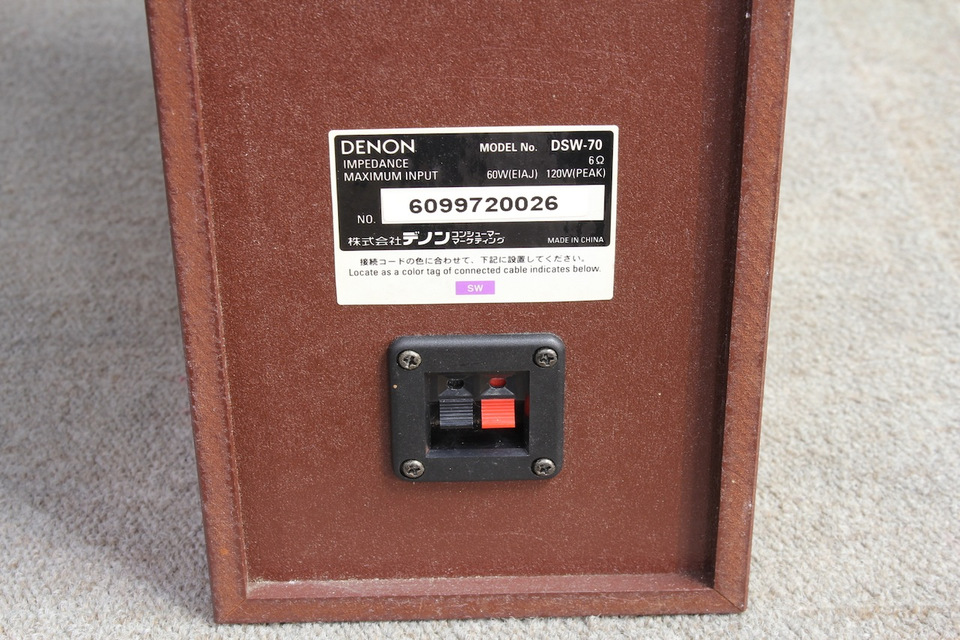 DENON MODEL No. DSW-70
IMPEDANCE 6Ω
MAXIMUM INPUT 60W(EIAJ) 120W(PEAK)
NO. 6099720026
株式会社デノン コンシューマー
マーケティング MADE IN CHINA
接続コードの色に合わせて、下記に設置してください。
Locate as a color tag of connected cable indicates below.
SW